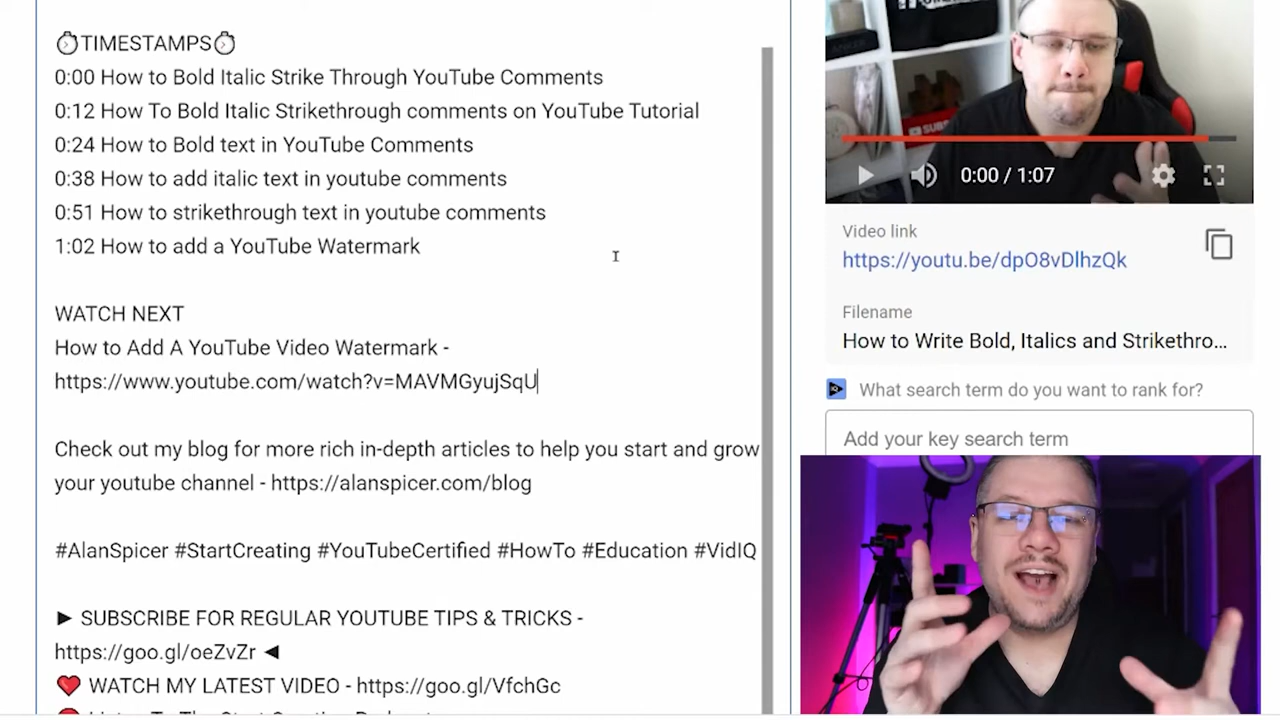 ⏱TIMESTAMPS⏱
0:00 How to Bold Italic Strike Through YouTube Comments
0:12 How To Bold Italic Strikethrough comments on YouTube Tutorial
0:24 How to Bold text in YouTube Comments
0:38 How to add italic text in youtube comments
0:51 How to strikethrough text in youtube comments
1:02 How to add a YouTube Watermark
WATCH NEXT
How to Add A YouTube Video Watermark -
https://www.youtube.com/watch?v=MAVMGyujSqU
Check out my blog for more rich in-depth articles to help you start and grow
your youtube channel - https://alanspicer.com/blog
#AlanSpicer #StartCreating #YouTubeCertified #HowTo #Education #VidIQ
► SUBSCRIBE FOR REGULAR YOUTUBE TIPS & TRICKS -
https://goo.gl/oeZvZr ◄
❤️ WATCH MY LATEST VIDEO - https://goo.gl/VfchGc
0:00 / 1:07
Video link
https://youtu.be/dpO8vDlhzQk
Filename
How to Write Bold, Italics and Strikethro...
What search term do you want to rank for?
Add your key search term